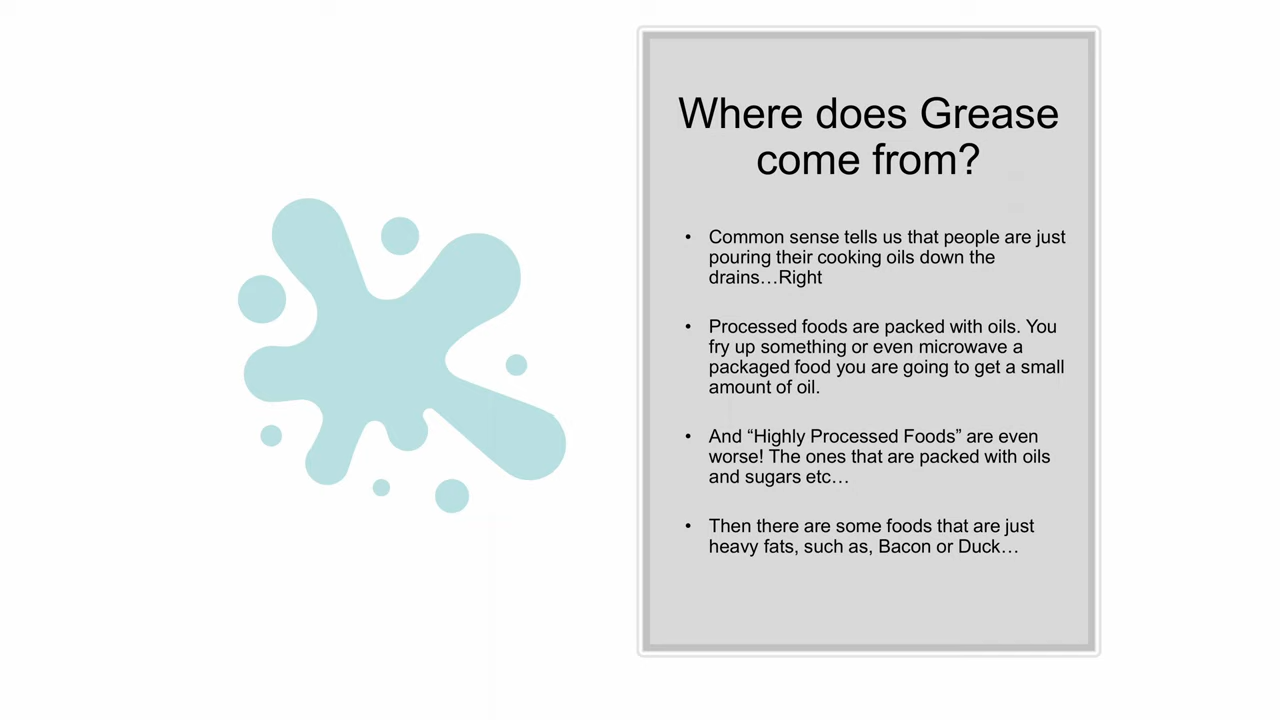 Where does Grease
come from?
• Common sense tells us that people are just
pouring their cooking oils down the
drains…Right
• Processed foods are packed with oils. You
fry up something or even microwave a
packaged food you are going to get a small
amount of oil.
• And “Highly Processed Foods” are even
worse! The ones that are packed with oils
and sugars etc…
• Then there are some foods that are just
heavy fats, such as, Bacon or Duck…